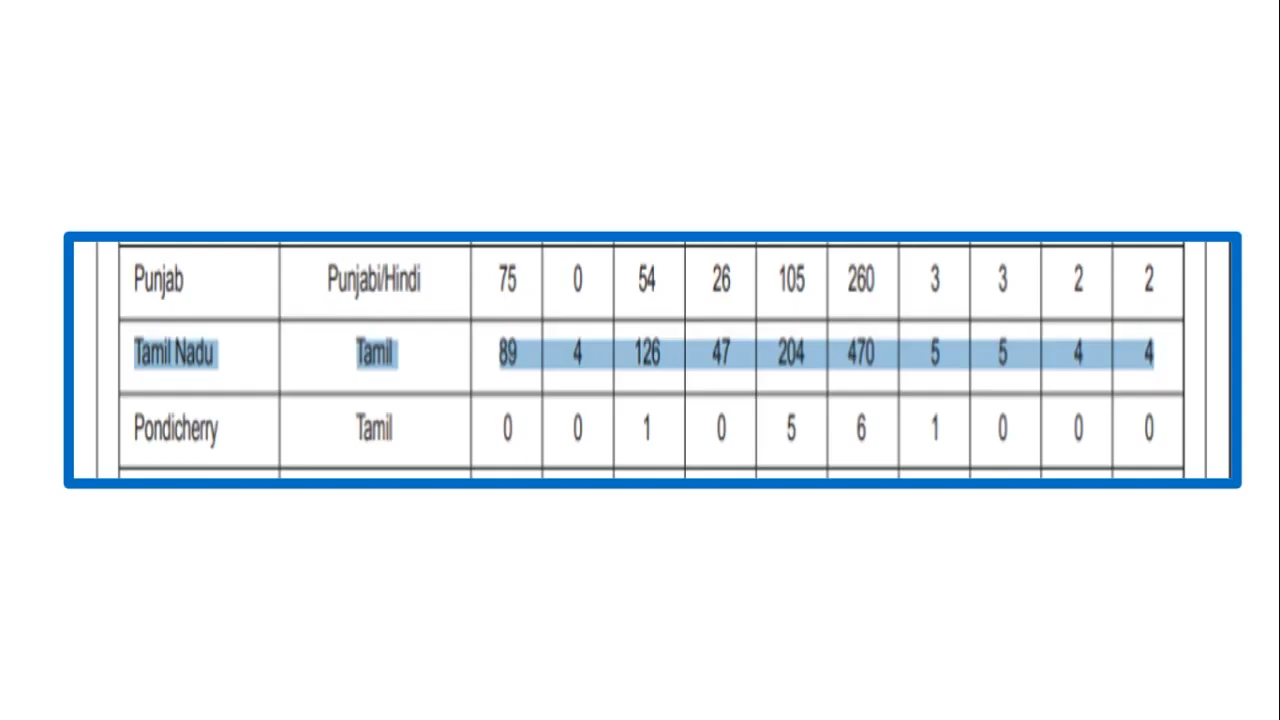 Punjab Punjabi/Hindi 75 0 54 26 105 260 3 3 2 2
Tamil Nadu Tamil 89 4 126 47 204 470 5 5 4 4
Pondicherry Tamil 0 0 1 0 5 6 1 0 0 0